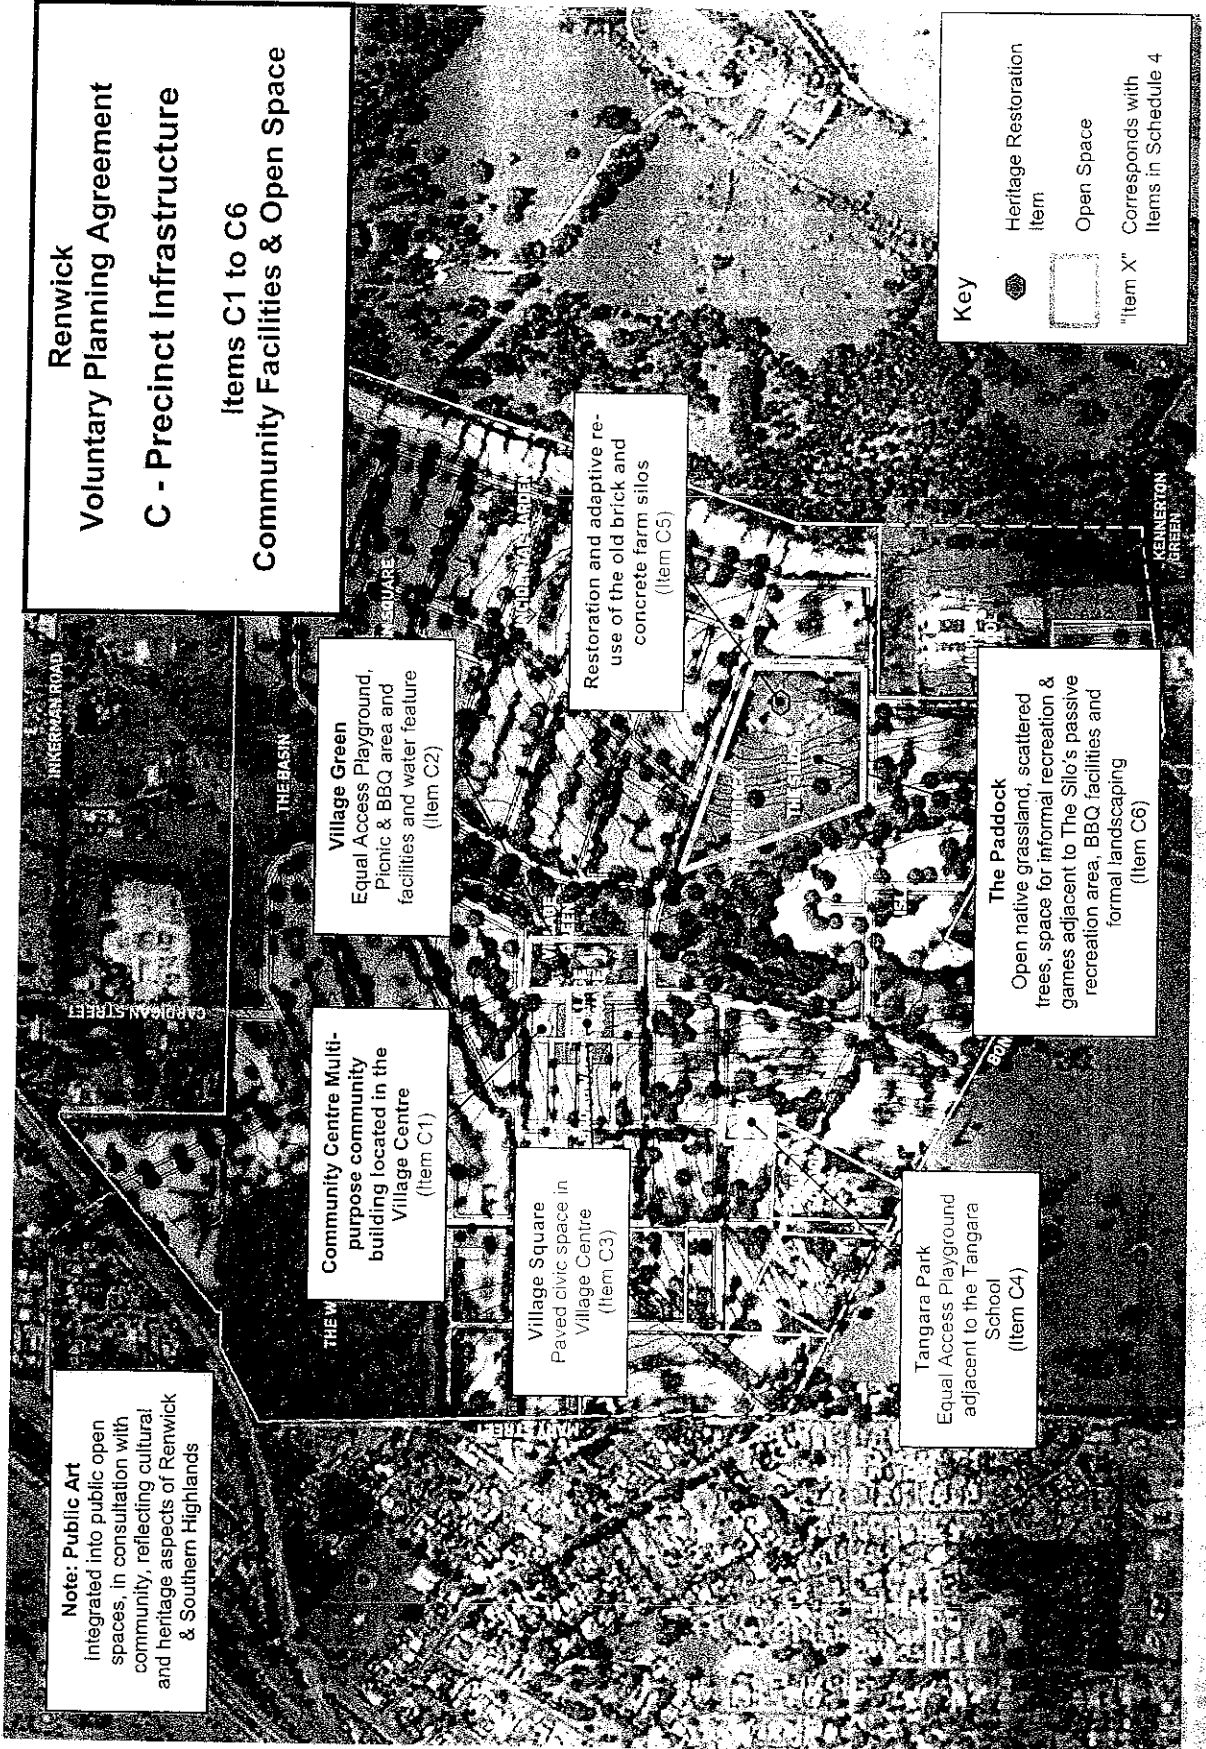 Renwick
Voluntary Planning Agreement
C - Precinct Infrastructure
Items C1 to C6
Community Facilities & Open Space
Note: Public Art
integrated into public open
spaces, in consultation with
community, reflecting cultural
and heritage aspects of Renwick
& Southern Highlands
Community Centre Multi-
purpose community
building located in the
Village Centre
(Item C1)
Village Green
Equal Access Playground,
Picnic & BBQ area and
facilities and water feature
(Item C2)
Village Square
Paved civic space in
Village Centre
(Item C3)
Restoration and adaptive re-
use of the old brick and
concrete farm silos
(Item C5)
Tangara Park
Equal Access Playground
adjacent to the Tangara
School
(Item C4)
The Paddock
Open native grassland, scattered
trees, space for informal recreation &
games adjacent to The Silo's passive
recreation area, BBQ facilities and
formal landscaping
(Item C6)
Key
Heritage Restoration
Item
Open Space
"Item X" Corresponds with
Items in Schedule 4
INKERMAN ROAD
CARDIGAN STREET
THE BASIN
MARY STREET
THE SILOS
KENNERTON
GREEN